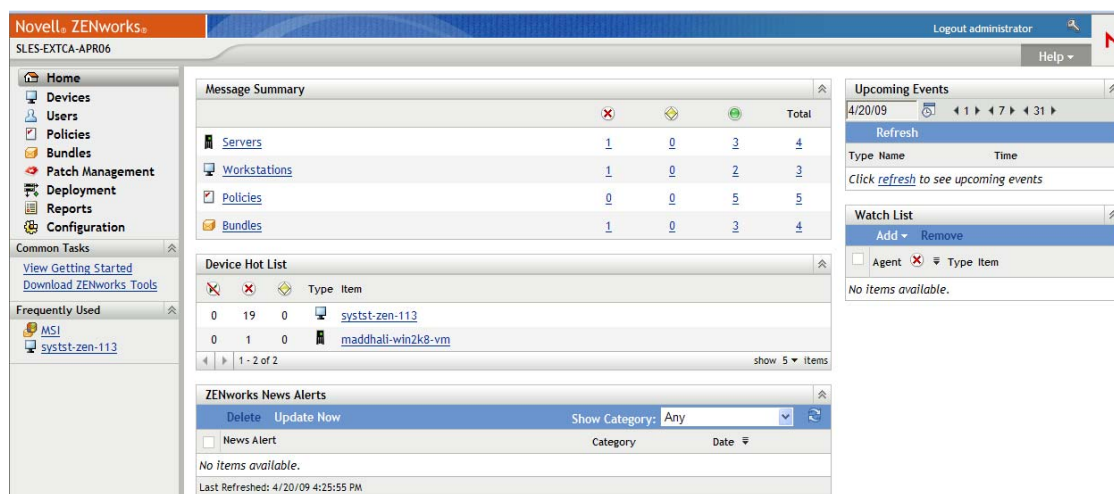 Novell® ZENworks®
Logout administrator
SLES-EXTCA-APR06
Help
N
Home
Devices
Users
Policies
Bundles
Patch Management
Deployment
Reports
Configuration
Common Tasks
View Getting Started
Download ZENworks Tools
Frequently Used
MSI
systst-zen-113
Message Summary
Total
Servers 1 0 3 4
Workstations 1 0 2 3
Policies 0 0 5 5
Bundles 1 0 3 4
Device Hot List
Type Item
0 19 0 systst-zen-113
0 1 0 maddhali-win2k8-vm
1 - 2 of 2 show 5 items
ZENworks News Alerts
Delete Update Now Show Category: Any
News Alert Category Date
No items available.
Last Refreshed: 4/20/09 4:25:55 PM
Upcoming Events
4/20/09 1 7 31
Refresh
Type Name Time
Click refresh to see upcoming events
Watch List
Add Remove
Agent Type Item
No items available.